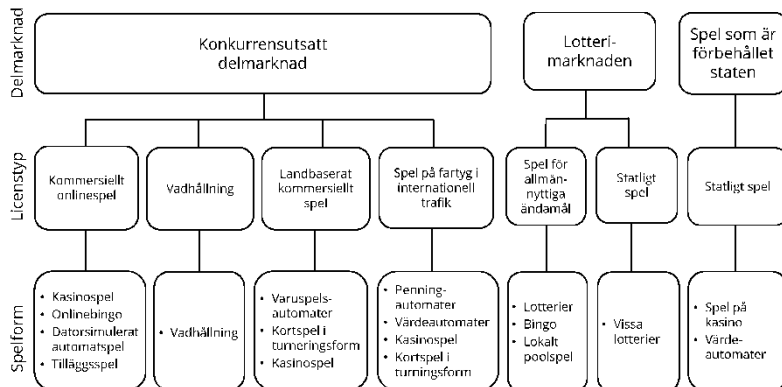 Delmarknad
Konkurrensutsatt
delmarknad
Lotteri-
marknaden
Spel som är
förbehållet
staten
Licenstyp
Kommersiellt
onlinespel
Vadhållning
Landbaserat
kommersiellt
spel
Spel på fartyg i
internationell
trafik
Spel för
allmän-
nyttiga
ändamål
Statligt
spel
Statligt spel
Spelform
• Kasinospel
• Onlinebingo
• Datorsimulerat
automatspel
• Tilläggsspel
• Vadhållning
• Varuspels-
automater
• Kortspel i
turneringsform
• Kasinospel
• Penning-
automater
• Värdeautomater
• Kasinospel
• Kortspel i
turningsform
• Lotterier
• Bingo
• Lokalt
poolspel
• Vissa
lotterier
• Spel på
kasino
• Värde-
automater